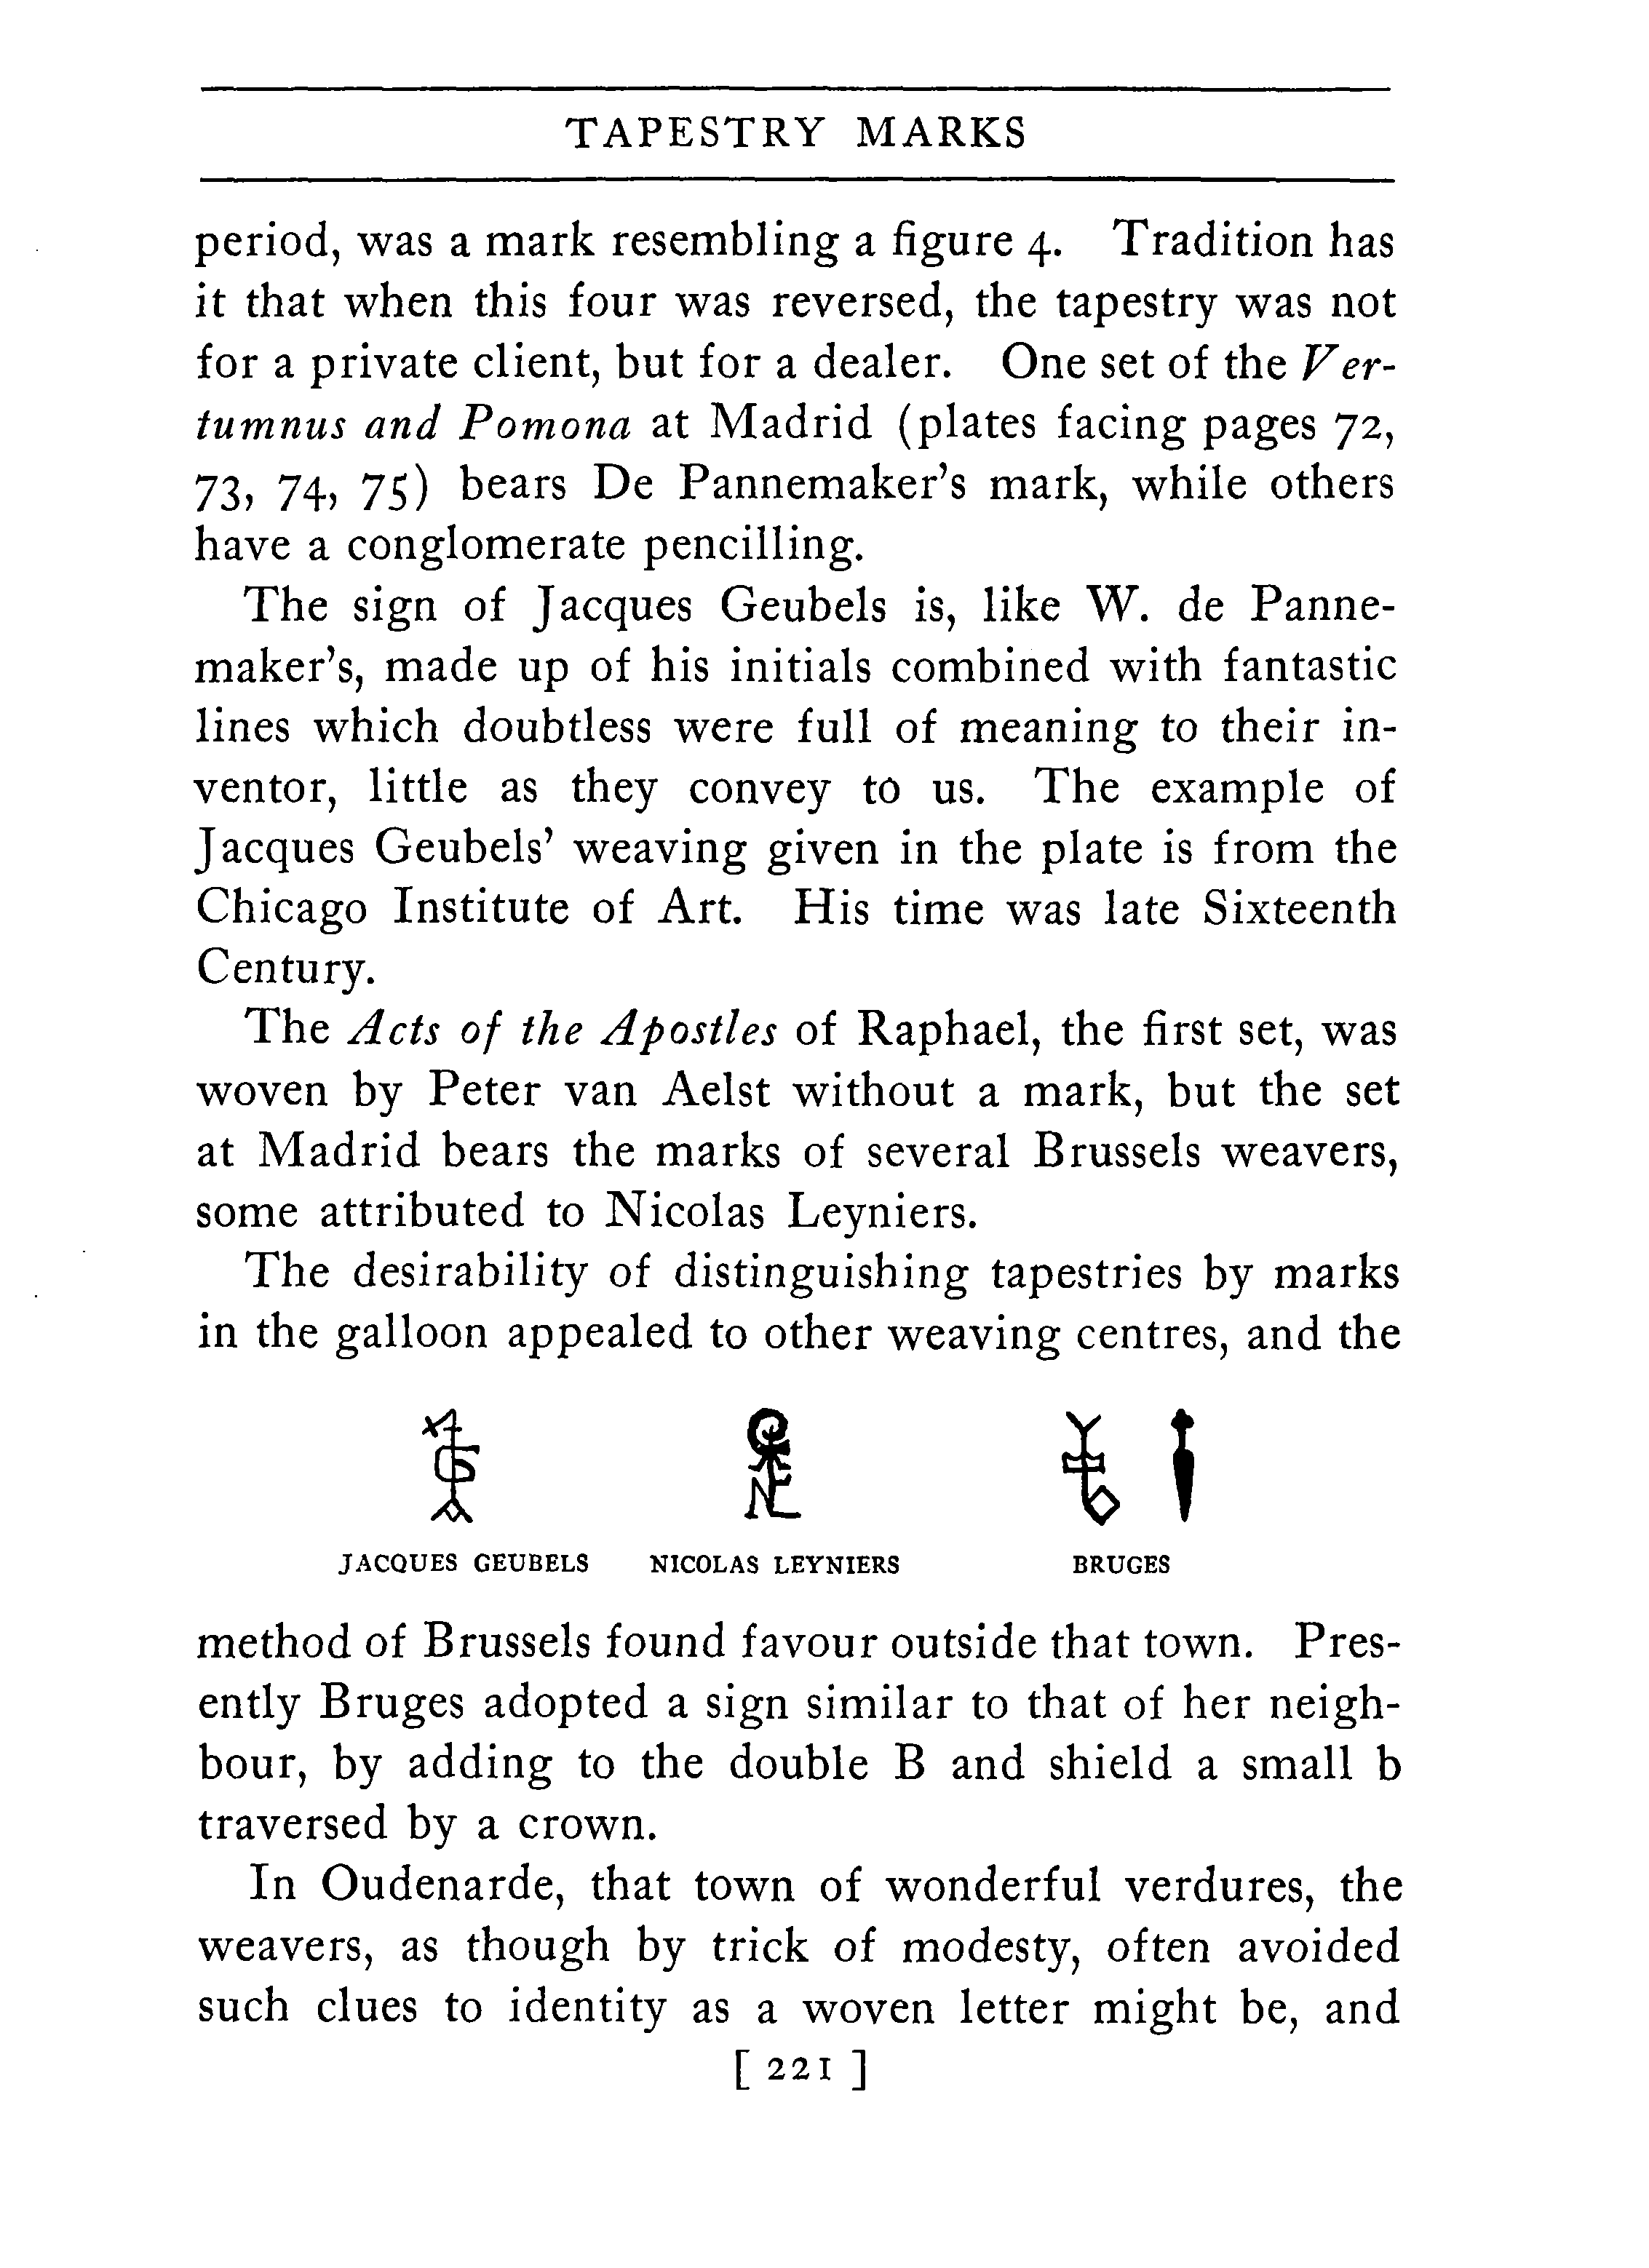 TAPESTRY MARKS
period, was a mark resembling a figure 4. Tradition has
it that when this four was reversed, the tapestry was not
for a private client, but for a dealer. One set of the Ver-
tumnus and Pomona at Madrid (plates facing pages 72,
73, 74, 75) bears De Pannemaker's mark, while others
have a conglomerate pencilling.
The sign of Jacques Geubels is, like W. de Panne-
maker's, made up of his initials combined with fantastic
lines which doubtless were full of meaning to their in-
ventor, little as they convey to us. The example of
Jacques Geubels' weaving given in the plate is from the
Chicago Institute of Art. His time was late Sixteenth
Century.
The Acts of the Apostles of Raphael, the first set, was
woven by Peter van Aelst without a mark, but the set
at Madrid bears the marks of several Brussels weavers,
some attributed to Nicolas Leyniers.
The desirability of distinguishing tapestries by marks
in the galloon appealed to other weaving centres, and the
JACQUES GEUBELS NICOLAS LEYNIERS BRUGES
method of Brussels found favour outside that town. Pres-
ently Bruges adopted a sign similar to that of her neigh-
bour, by adding to the double B and shield a small b
traversed by a crown.
In Oudenarde, that town of wonderful verdures, the
weavers, as though by trick of modesty, often avoided
such clues to identity as a woven letter might be, and
[ 221 ]